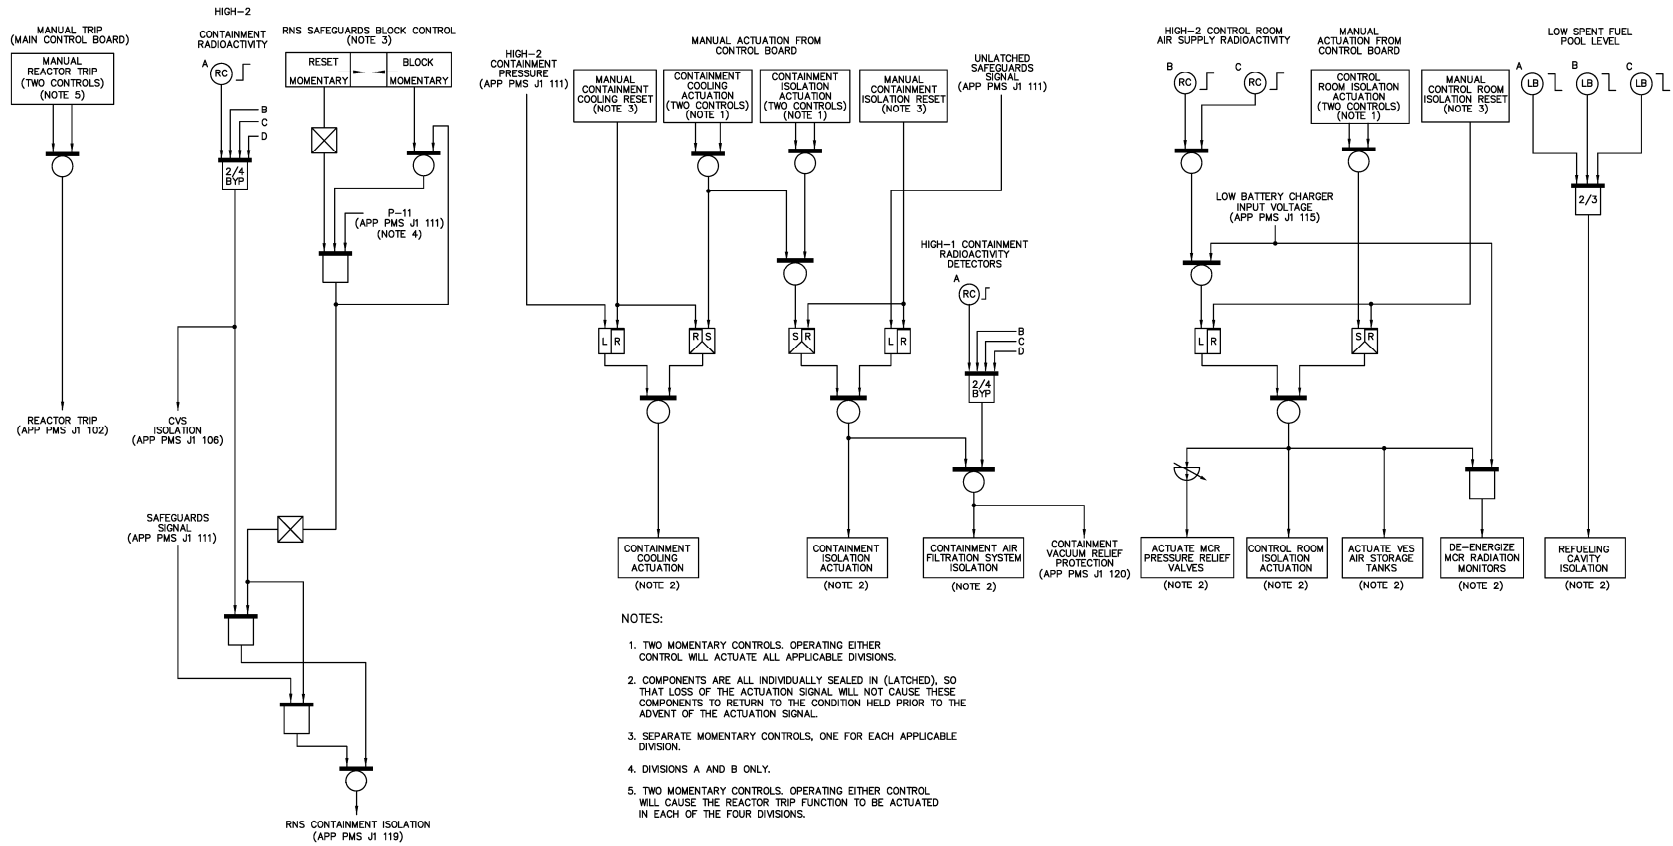 MANUAL TRIP
(MAIN CONTROL BOARD)
MANUAL
REACTOR TRIP
(TWO CONTROLS)
(NOTE 5)
REACTOR TRIP
(APP PMS J1 102)
HIGH-2
CONTAINMENT
RADIOACTIVITY
A
RC
B
C
D
2/4
BYP
CVS
ISOLATION
(APP PMS J1 106)
SAFEGUARDS
SIGNAL
(APP PMS J1 111)
RNS SAFEGUARDS BLOCK CONTROL
(NOTE 3)
RESET
MOMENTARY
BLOCK
MOMENTARY
P-11
(APP PMS J1 111)
(NOTE 4)
RNS CONTAINMENT ISOLATION
(APP PMS J1 119)
HIGH-2
CONTAINMENT
PRESSURE
(APP PMS J1 111)
MANUAL ACTUATION FROM
CONTROL BOARD
MANUAL
CONTAINMENT
COOLING RESET
(NOTE 3)
CONTAINMENT
COOLING
ACTUATION
(TWO CONTROLS)
(NOTE 1)
CONTAINMENT
ISOLATION
ACTUATION
(TWO CONTROLS)
(NOTE 1)
MANUAL
CONTAINMENT
ISOLATION RESET
(NOTE 3)
UNLATCHED
SAFEGUARDS
SIGNAL
(APP PMS J1 111)
HIGH-1 CONTAINMENT
RADIOACTIVITY
DETECTORS
A
RC
B
C
D
2/4
BYP
L R
R S
S R
L R
CONTAINMENT
COOLING
ACTUATION
(NOTE 2)
CONTAINMENT
ISOLATION
ACTUATION
(NOTE 2)
CONTAINMENT AIR
FILTRATION SYSTEM
ISOLATION
(NOTE 2)
CONTAINMENT
VACUUM RELIEF
PROTECTION
(APP PMS J1 120)
HIGH-2 CONTROL ROOM
AIR SUPPLY RADIOACTIVITY
B
RC
C
RC
MANUAL
ACTUATION FROM
CONTROL BOARD
CONTROL
ROOM ISOLATION
ACTUATION
(TWO CONTROLS)
(NOTE 1)
MANUAL
CONTROL ROOM
ISOLATION RESET
(NOTE 3)
LOW BATTERY CHARGER
INPUT VOLTAGE
(APP PMS J1 115)
L R
S R
ACTUATE MCR
PRESSURE RELIEF
VALVES
(NOTE 2)
CONTROL ROOM
ISOLATION
ACTUATION
(NOTE 2)
ACTUATE VES
AIR STORAGE
TANKS
(NOTE 2)
DE-ENERGIZE
MCR RADIATION
MONITORS
(NOTE 2)
LOW SPENT FUEL
POOL LEVEL
A
LB
B
LB
C
LB
2/3
REFUELING
CAVITY
ISOLATION
(NOTE 2)
NOTES:
1. TWO MOMENTARY CONTROLS. OPERATING EITHER
CONTROL WILL ACTUATE ALL APPLICABLE DIVISIONS.
2. COMPONENTS ARE ALL INDIVIDUALLY SEALED IN (LATCHED), SO
THAT LOSS OF THE ACTUATION SIGNAL WILL NOT CAUSE THESE
COMPONENTS TO RETURN TO THE CONDITION HELD PRIOR TO THE
ADVENT OF THE ACTUATION SIGNAL.
3. SEPARATE MOMENTARY CONTROLS, ONE FOR EACH APPLICABLE
DIVISION.
4. DIVISIONS A AND B ONLY.
5. TWO MOMENTARY CONTROLS. OPERATING EITHER CONTROL
WILL CAUSE THE REACTOR TRIP FUNCTION TO BE ACTUATED
IN EACH OF THE FOUR DIVISIONS.